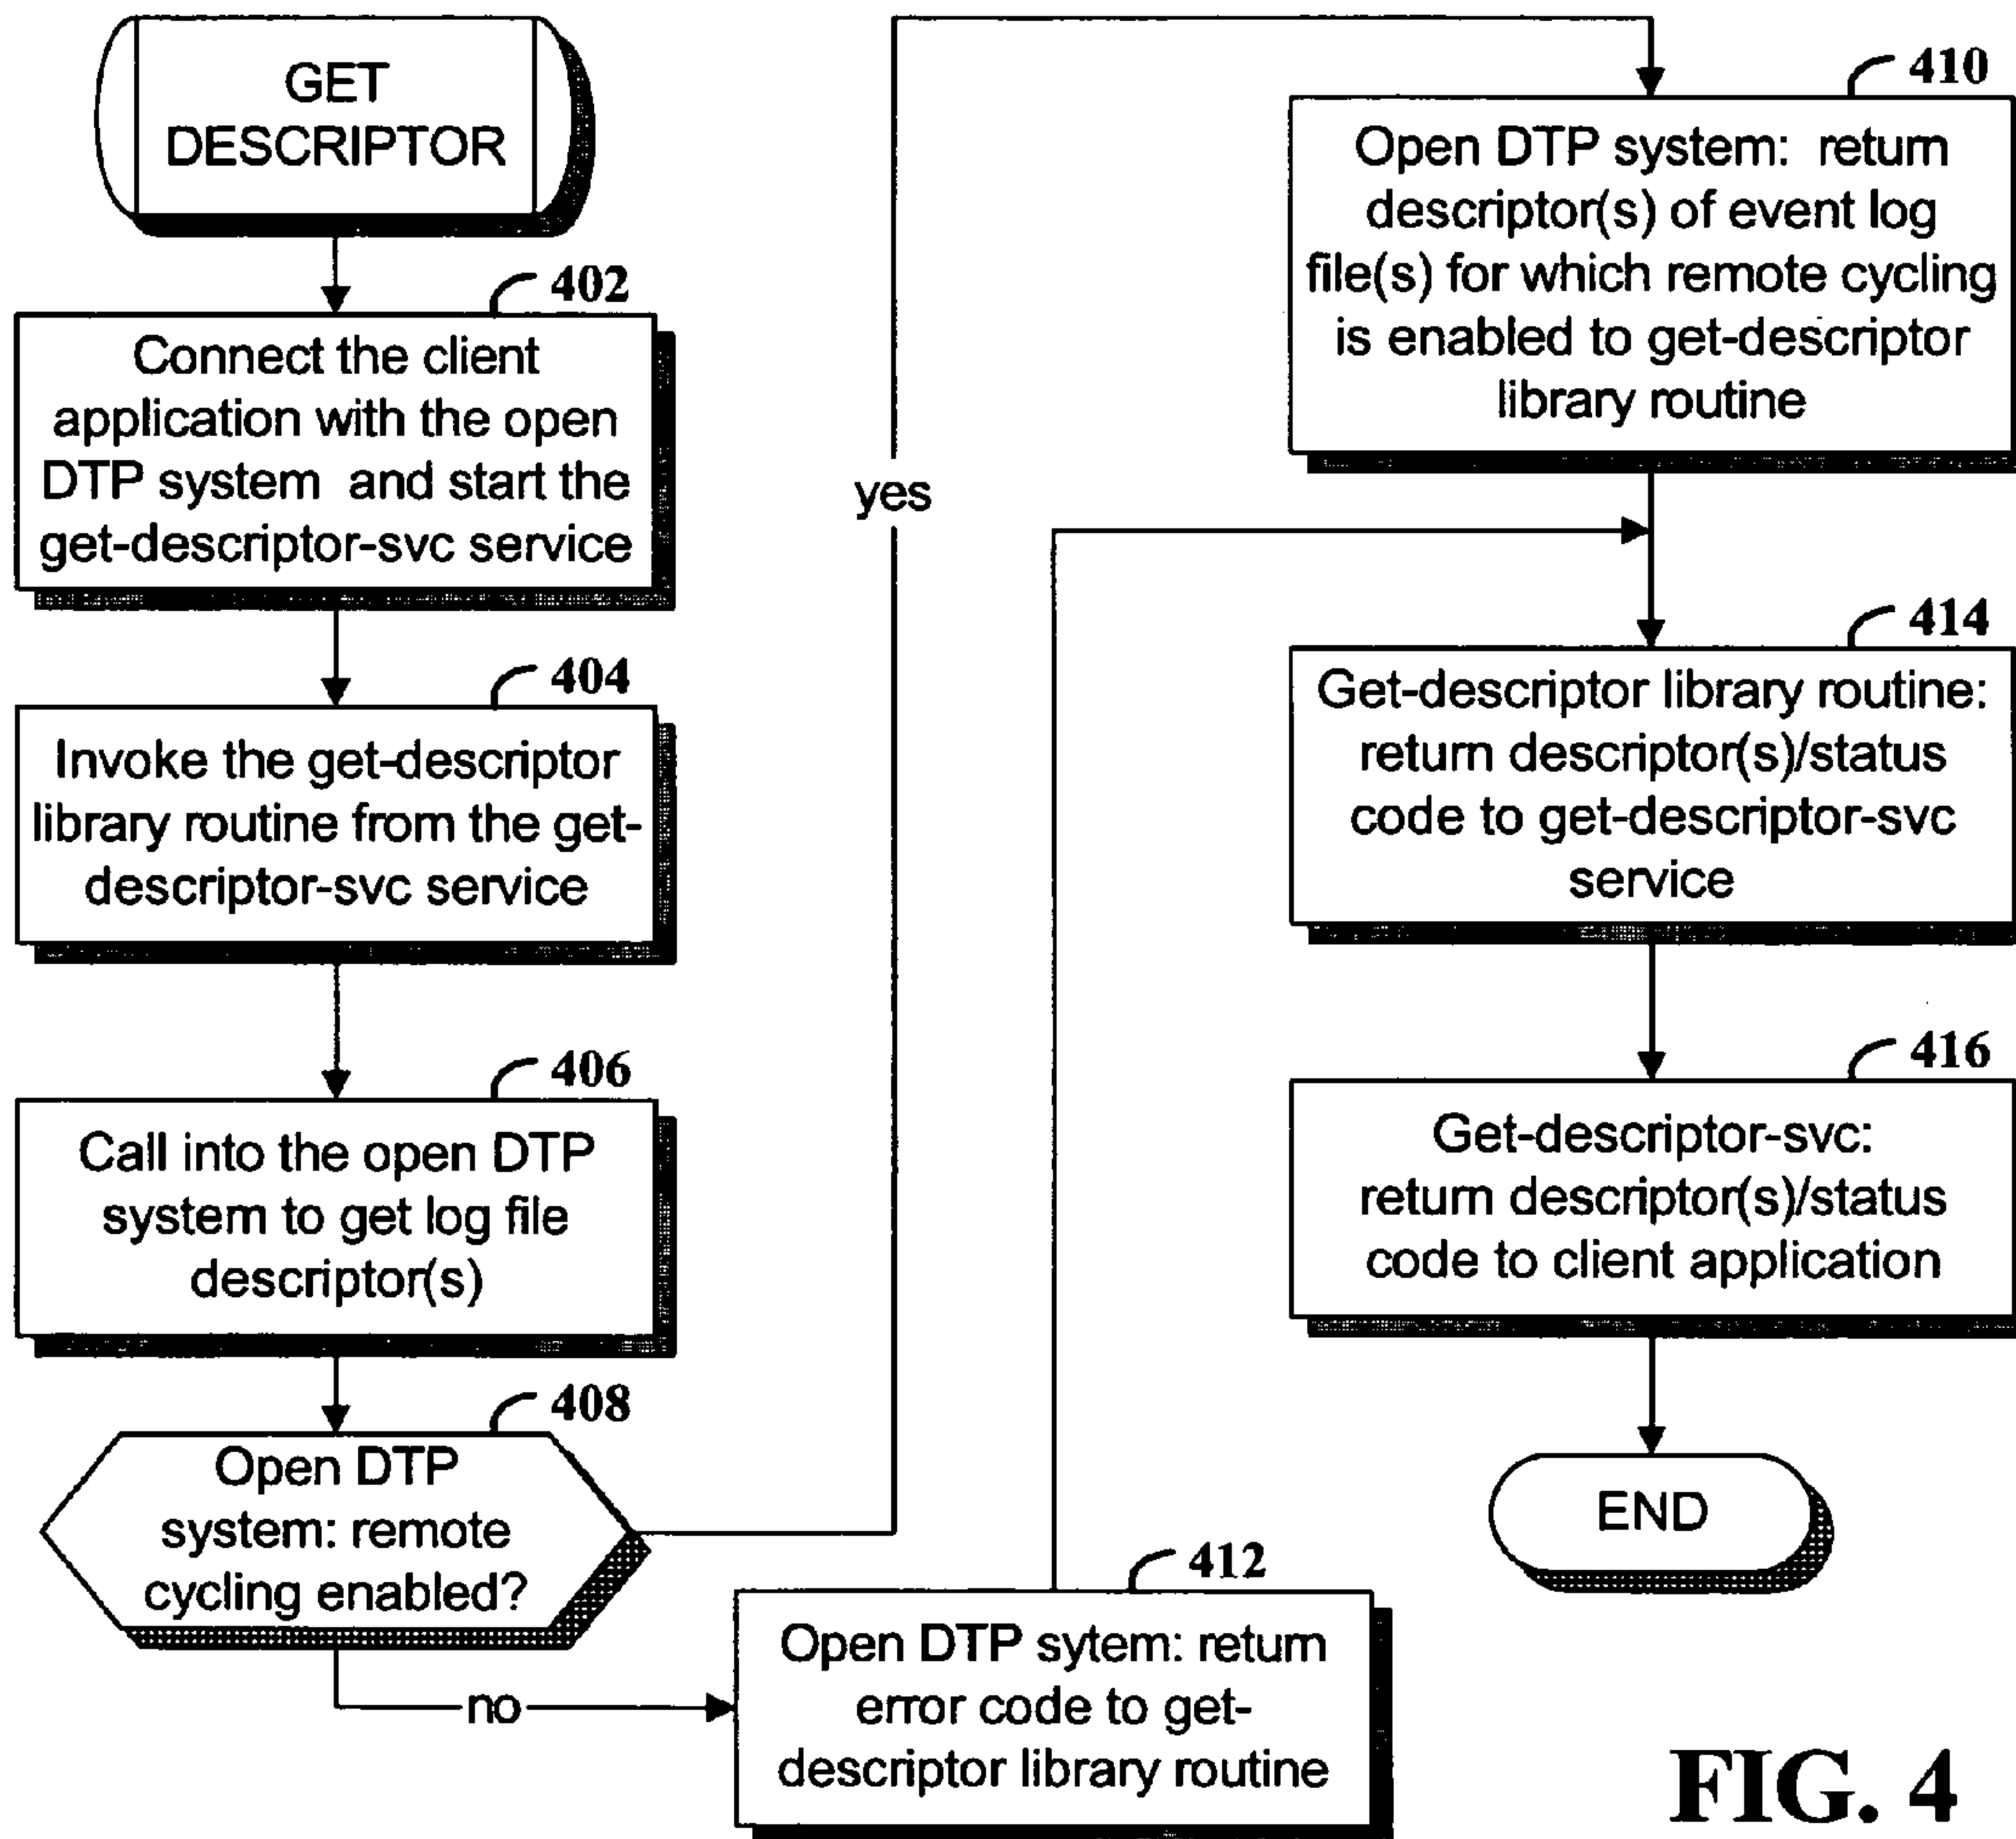 GET
DESCRIPTOR
402
Connect the client
application with the open
DTP system and start the
get-descriptor-svc service
404
Invoke the get-descriptor
library routine from the get-
descriptor-svc service
406
Call into the open DTP
system to get log file
descriptor(s)
408
Open DTP
system: remote
cycling enabled?
yes
no
410
Open DTP system: return
descriptor(s) of event log
file(s) for which remote cycling
is enabled to get-descriptor
library routine
412
Open DTP sytem: return
error code to get-
descriptor library routine
414
Get-descriptor library routine:
return descriptor(s)/status
code to get-descriptor-svc
service
416
Get-descriptor-svc:
return descriptor(s)/status
code to client application
END
FIG. 4